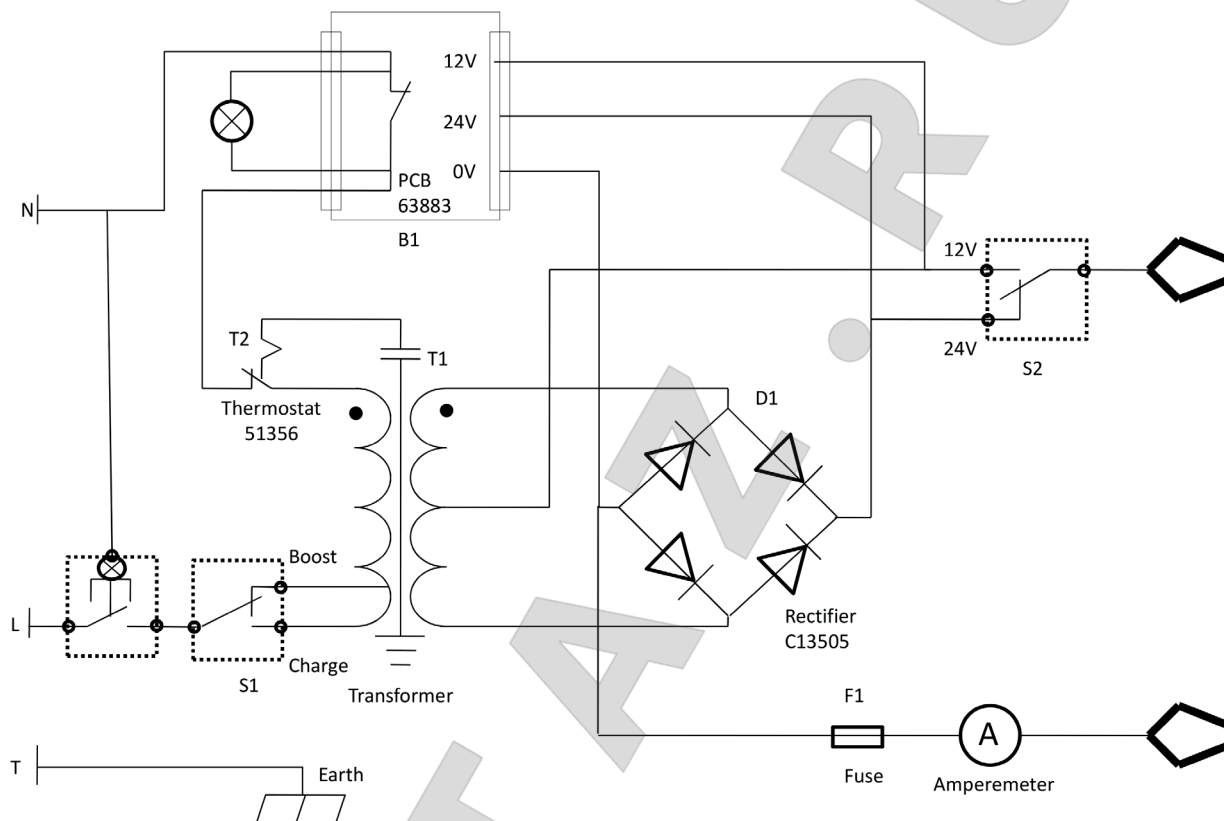 12V
24V
0V
PCB
63883
B1
N
12V
24V
S2
T2
T1
Thermostat
51356
D1
Boost
L
Rectifier
C13505
Charge
S1
Transformer
F1
A
Fuse
Amperemeter
T
Earth